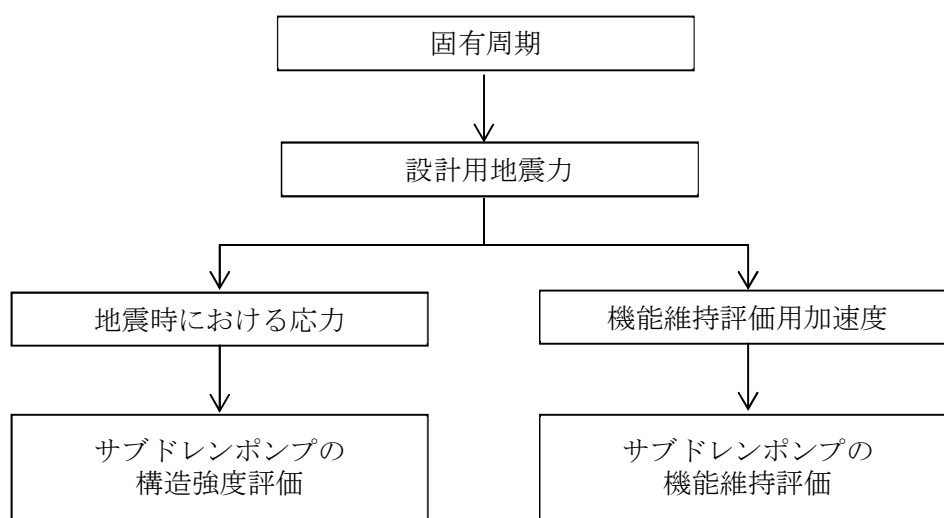 固有周期
設計用地震力
地震時における応力
機能維持評価用加速度
サブドレンポンプの
構造強度評価
サブドレンポンプの
機能維持評価